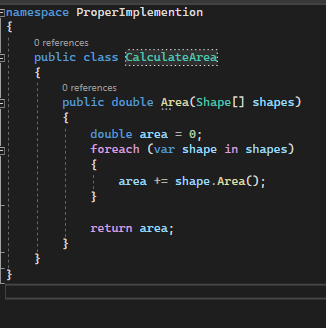 namespace ProperImplemention
{
0 references
public class CalculateArea
{
0 references
public double Area(Shape[] shapes)
{
double area = 0;
foreach (var shape in shapes)
{
area += shape.Area();
}
return area;
}
}
}